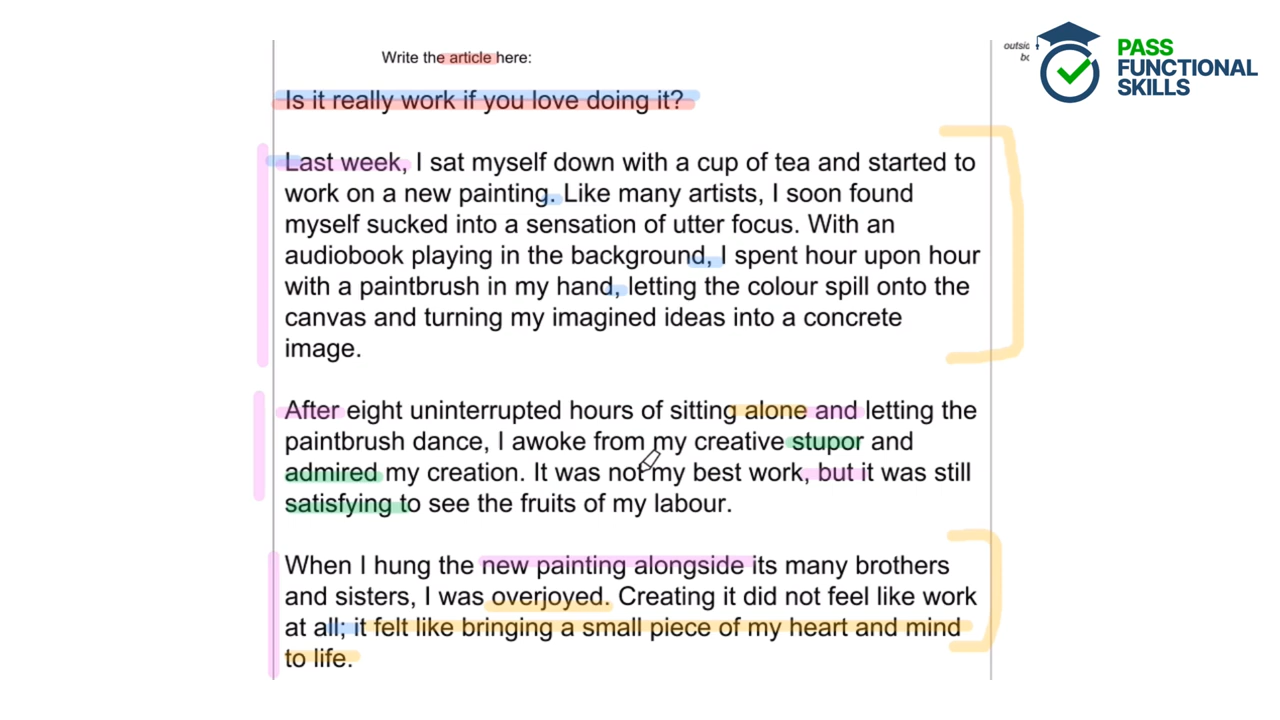 Write the article here:
outsic
bc
PASS
FUNCTIONAL
SKILLS
Is it really work if you love doing it?
Last week, I sat myself down with a cup of tea and started to
work on a new painting. Like many artists, I soon found
myself sucked into a sensation of utter focus. With an
audiobook playing in the background, I spent hour upon hour
with a paintbrush in my hand, letting the colour spill onto the
canvas and turning my imagined ideas into a concrete
image.
After eight uninterrupted hours of sitting alone and letting the
paintbrush dance, I awoke from my creative stupor and
admired my creation. It was not my best work, but it was still
satisfying to see the fruits of my labour.
When I hung the new painting alongside its many brothers
and sisters, I was overjoyed. Creating it did not feel like work
at all; it felt like bringing a small piece of my heart and mind
to life.